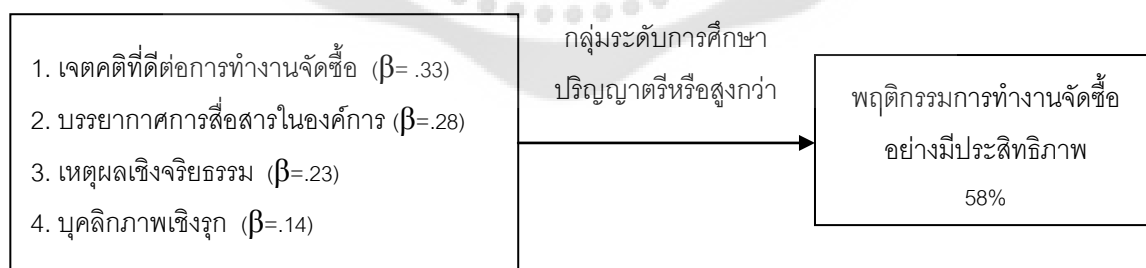 1. เจตคติที่ดีต่อการทำงานจัดซื้อ (β= .33)
2. บรรยากาศการสื่อสารในองค์การ (β=.28)
3. เหตุผลเชิงจริยธรรม (β=.23)
4. บุคลิกภาพเชิงรุก (β=.14)
กลุ่มระดับการศึกษา
ปริญญาตรีหรือสูงกว่า
พฤติกรรมการทำงานจัดซื้อ
อย่างมีประสิทธิภาพ
58%